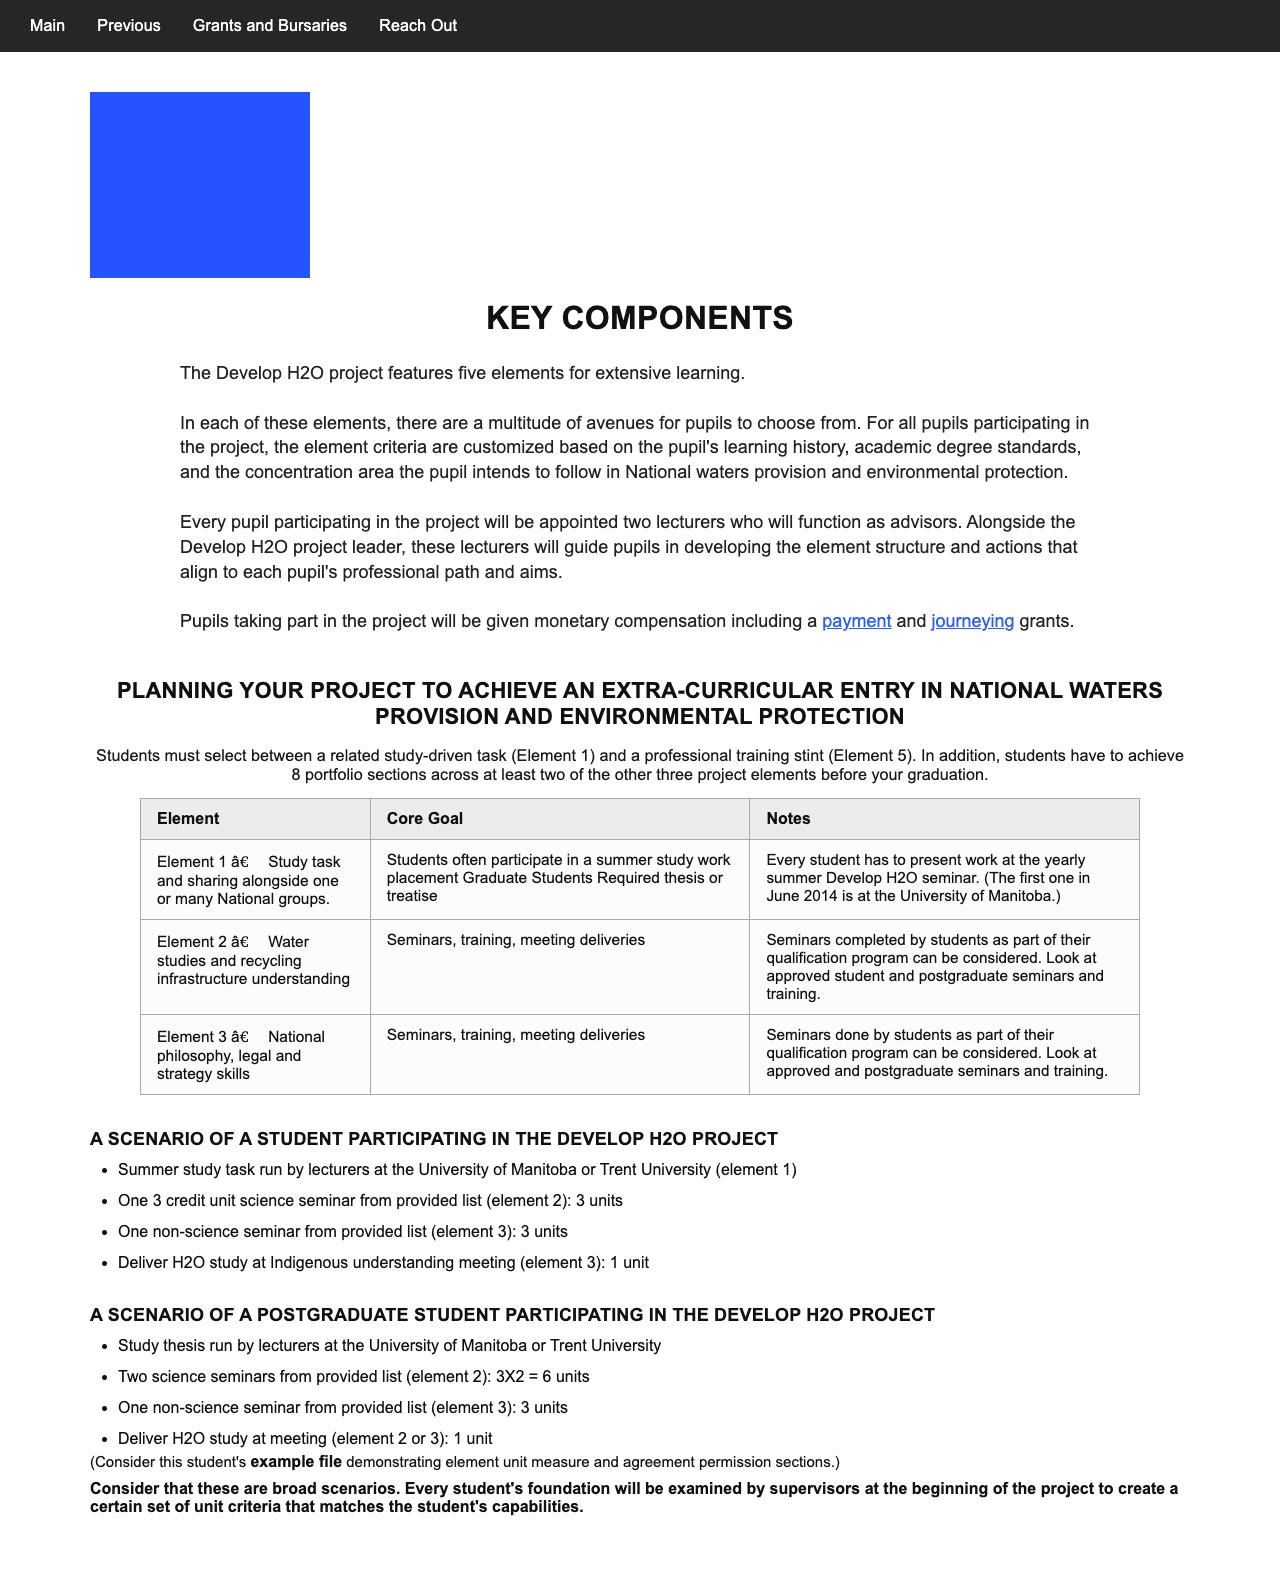 Main Previous Grants and Bursaries Reach Out
KEY COMPONENTS
The Develop H2O project features five elements for extensive learning.
In each of these elements, there are a multitude of avenues for pupils to choose from. For all pupils participating in
the project, the element criteria are customized based on the pupil's learning history, academic degree standards,
and the concentration area the pupil intends to follow in National waters provision and environmental protection.
Every pupil participating in the project will be appointed two lecturers who will function as advisors. Alongside the
Develop H2O project leader, these lecturers will guide pupils in developing the element structure and actions that
align to each pupil's professional path and aims.
Pupils taking part in the project will be given monetary compensation including a payment and journeying grants.
PLANNING YOUR PROJECT TO ACHIEVE AN EXTRA-CURRICULAR ENTRY IN NATIONAL WATERS
PROVISION AND ENVIRONMENTAL PROTECTION
Students must select between a related study-driven task (Element 1) and a professional training stint (Element 5). In addition, students have to achieve
8 portfolio sections across at least two of the other three project elements before your graduation.
Element
Core Goal
Notes
Element 1 â€ Study task
and sharing alongside one
or many National groups.
Students often participate in a summer study work
placement Graduate Students Required thesis or
treatise
Every student has to present work at the yearly
summer Develop H2O seminar. (The first one in
June 2014 is at the University of Manitoba.)
Element 2 â€ Water
studies and recycling
infrastructure understanding
Seminars, training, meeting deliveries
Seminars completed by students as part of their
qualification program can be considered. Look at
approved student and postgraduate seminars and
training.
Element 3 â€ National
philosophy, legal and
strategy skills
Seminars, training, meeting deliveries
Seminars done by students as part of their
qualification program can be considered. Look at
approved and postgraduate seminars and training.
A SCENARIO OF A STUDENT PARTICIPATING IN THE DEVELOP H2O PROJECT
• Summer study task run by lecturers at the University of Manitoba or Trent University (element 1)
• One 3 credit unit science seminar from provided list (element 2): 3 units
• One non-science seminar from provided list (element 3): 3 units
• Deliver H2O study at Indigenous understanding meeting (element 3): 1 unit
A SCENARIO OF A POSTGRADUATE STUDENT PARTICIPATING IN THE DEVELOP H2O PROJECT
• Study thesis run by lecturers at the University of Manitoba or Trent University
• Two science seminars from provided list (element 2): 3X2 = 6 units
• One non-science seminar from provided list (element 3): 3 units
• Deliver H2O study at meeting (element 2 or 3): 1 unit
(Consider this student's example file demonstrating element unit measure and agreement permission sections.)
Consider that these are broad scenarios. Every student's foundation will be examined by supervisors at the beginning of the project to create a
certain set of unit criteria that matches the student's capabilities.